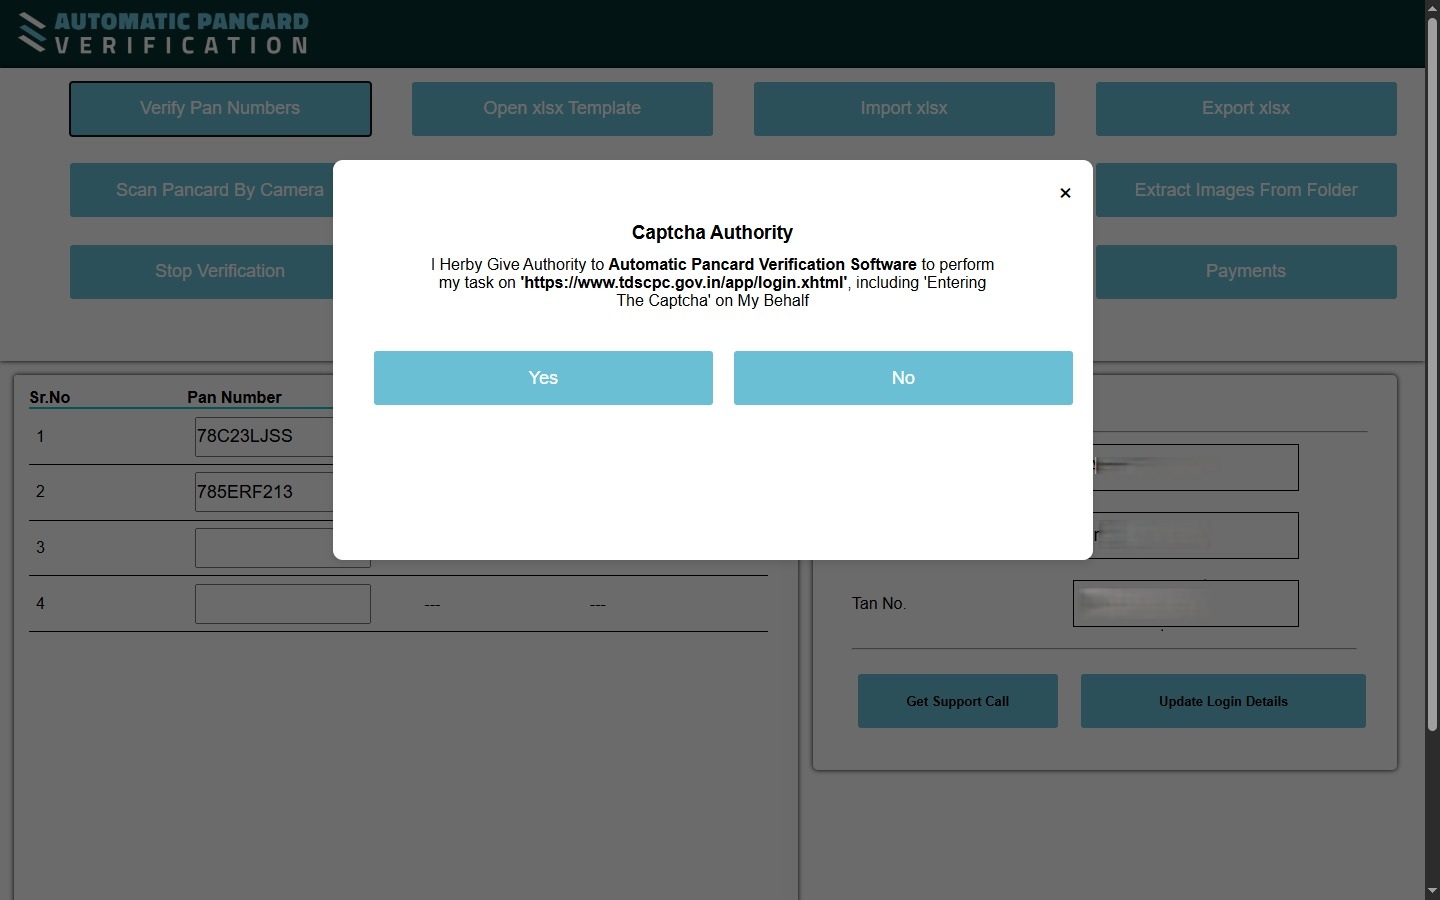 AUTOMATIC PANCARD
VERIFICATION
Verify Pan Numbers
Open xlsx Template
Import xlsx
Export xlsx
Scan Pancard By Camera
Extract Images From Folder
Stop Verification
Payments
×
Captcha Authority
I Herby Give Authority to Automatic Pancard Verification Software to perform
my task on 'https://www.tdscpc.gov.in/app/login.xhtml', including 'Entering
The Captcha' on My Behalf
Yes
No
Sr.No
Pan Number
1
78C23LJSS
2
785ERF213
3
4
---
---
Tan No.
Get Support Call
Update Login Details